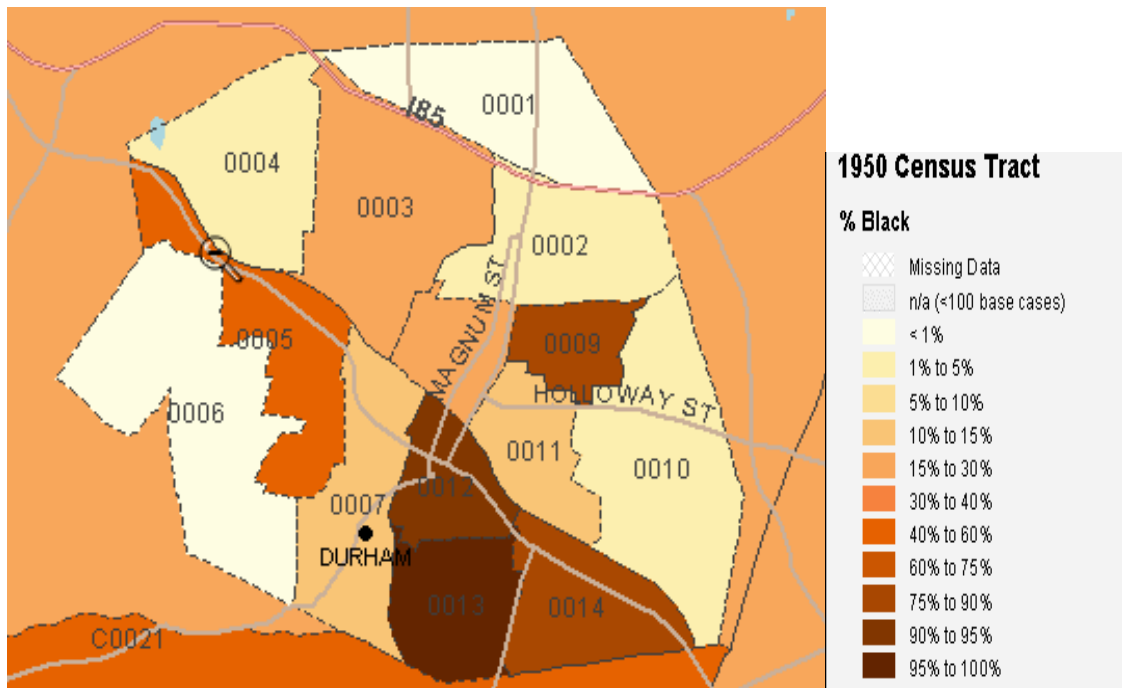 0001
I85
0004
0003
0002
MAGNUM ST
0005
0009
HOLLOWAY ST
0006
0011
0010
0012
0007
DURHAM
0013
0014
C0021
1950 Census Tract
% Black
Missing Data
n/a (<100 base cases)
< 1%
1% to 5%
5% to 10%
10% to 15%
15% to 30%
30% to 40%
40% to 60%
60% to 75%
75% to 90%
90% to 95%
95% to 100%